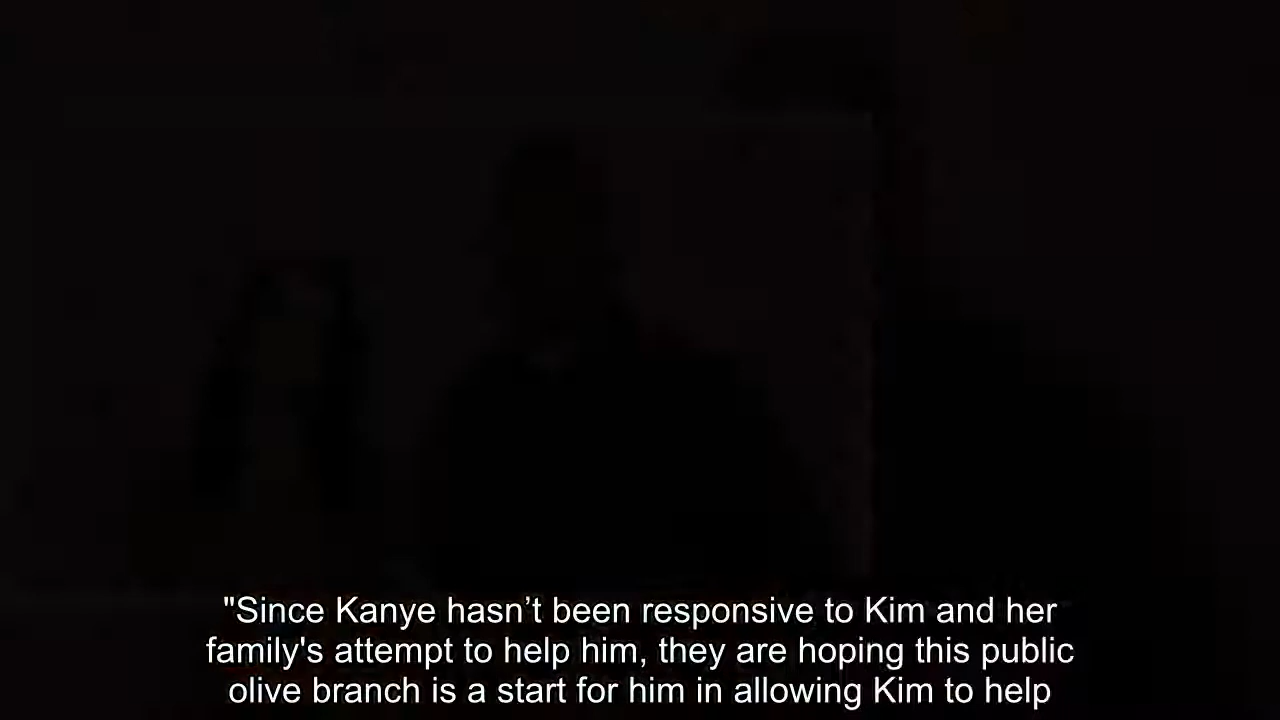 "Since Kanye hasn’t been responsive to Kim and her
family's attempt to help him, they are hoping this public
olive branch is a start for him in allowing Kim to help